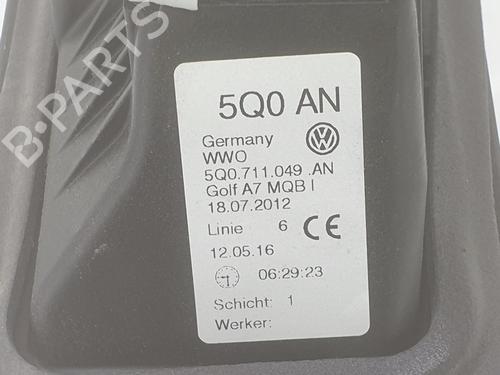 B-PARTS
5Q0 AN
Germany
WWO
5Q0.711.049 .AN
Golf A7 MQB I
18.07.2012
Linie 6 CE
12.05.16
06:29:23
Schicht: 1
Werker: